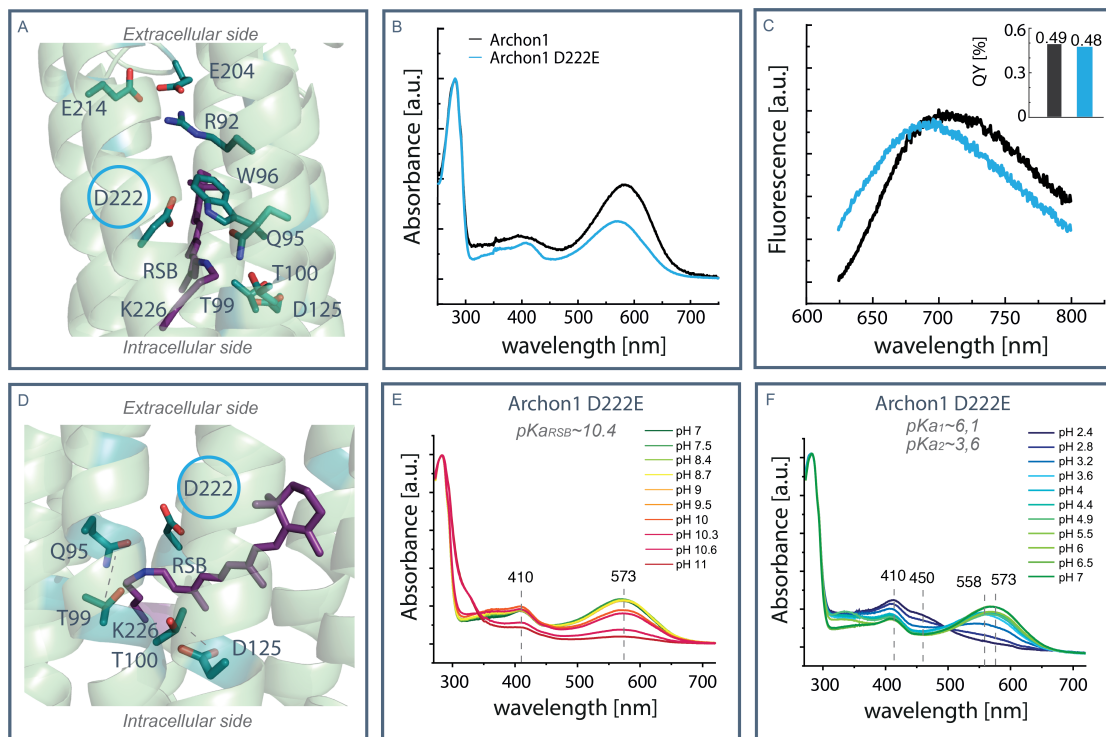 A
Extracellular side
E204
E214
R92
W96
D222
Q95
RSB
T100
K226
T99
D125
Intracellular side
B
Archon1
Archon1 D222E
Absorbance [a.u.]
300 400 500 600 700
wavelength [nm]
C
0.6
0.49 0.48
QY [%]
0.3
0
Fluorescence [a.u.]
600 650 700 750 800
wavelength [nm]
D
Extracellular side
D222
Q95
RSB
T99
K226
T100
D125
Intracellular side
E
Archon1 D222E
pKaRSB~10.4
pH 7
pH 7.5
pH 8.4
pH 8.7
pH 9
pH 9.5
pH 10
pH 10.3
pH 10.6
pH 11
410 573
Absorbance [a.u.]
300 400 500 600 700
wavelength [nm]
F
Archon1 D222E
pKa1~6,1
pKa2~3,6
pH 2.4
pH 2.8
pH 3.2
pH 3.6
pH 4
pH 4.4
pH 4.9
pH 5.5
pH 6
pH 6.5
pH 7
410 450 558 573
Absorbance [a.u.]
300 400 500 600 700
wavelength [nm]